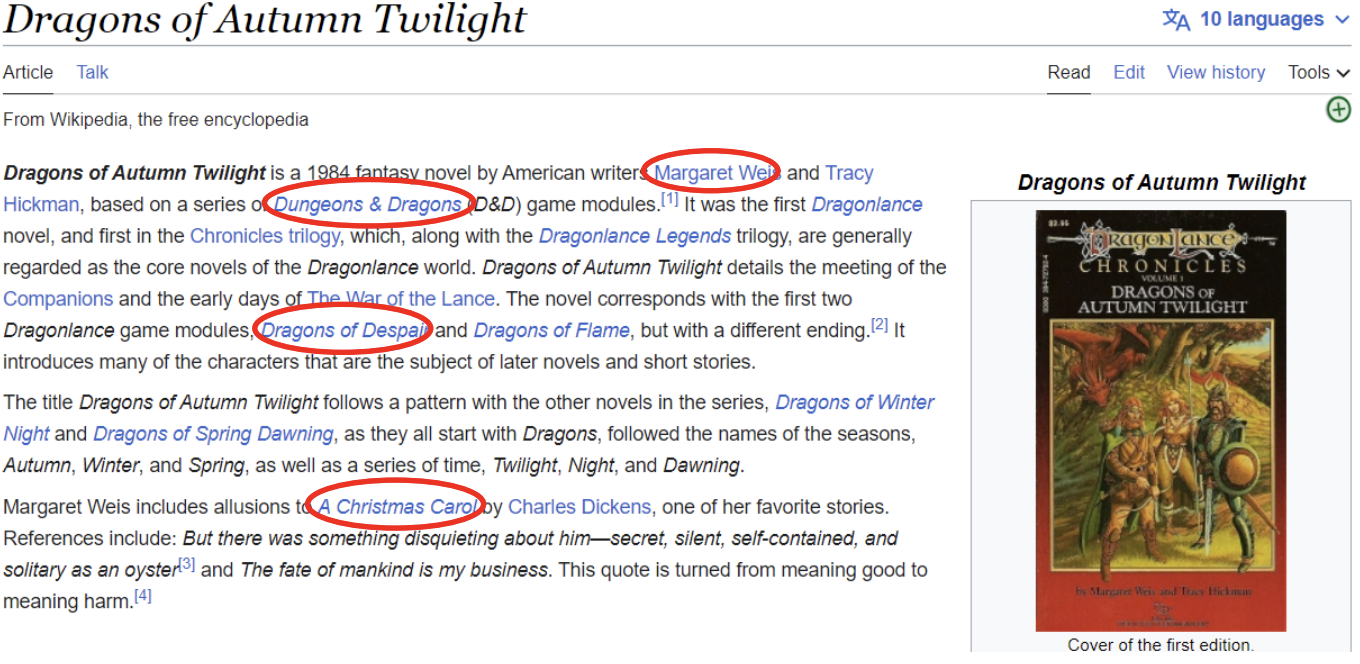 Dragons of Autumn Twilight
10 languages
Article Talk
Read Edit View history Tools
From Wikipedia, the free encyclopedia
Dragons of Autumn Twilight is a 1984 fantasy novel by American writers Margaret Weis and Tracy
Hickman, based on a series of Dungeons & Dragons (D&D) game modules.[1] It was the first Dragonlance
novel, and first in the Chronicles trilogy, which, along with the Dragonlance Legends trilogy, are generally
regarded as the core novels of the Dragonlance world. Dragons of Autumn Twilight details the meeting of the
Companions and the early days of The War of the Lance. The novel corresponds with the first two
Dragonlance game modules, Dragons of Despair and Dragons of Flame, but with a different ending.[2] It
introduces many of the characters that are the subject of later novels and short stories.
The title Dragons of Autumn Twilight follows a pattern with the other novels in the series, Dragons of Winter
Night and Dragons of Spring Dawning, as they all start with Dragons, followed the names of the seasons,
Autumn, Winter, and Spring, as well as a series of time, Twilight, Night, and Dawning.
Margaret Weis includes allusions to A Christmas Carol by Charles Dickens, one of her favorite stories.
References include: But there was something disquieting about him—secret, silent, self-contained, and
solitary as an oyster[3] and The fate of mankind is my business. This quote is turned from meaning good to
meaning harm.[4]
Dragons of Autumn Twilight
DRAGONLANCE
CHRONICLES
VOLUME 1
DRAGONS OF
AUTUMN TWILIGHT
by Margaret Weis and Tracy Hickman
Cover of the first edition.